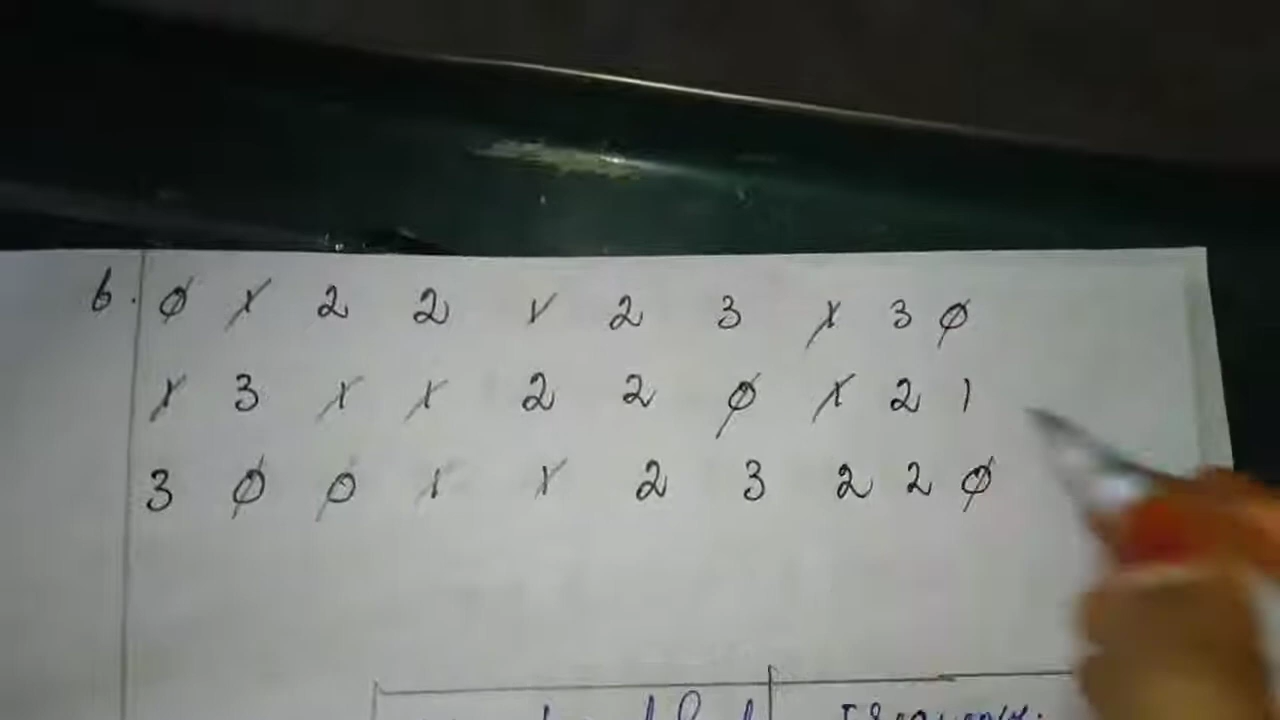 6. 0 1 2 2 1 2 3 1 3 0
1 3 1 1 2 2 0 1 2 1
3 0 0 1 1 2 3 2 2 0